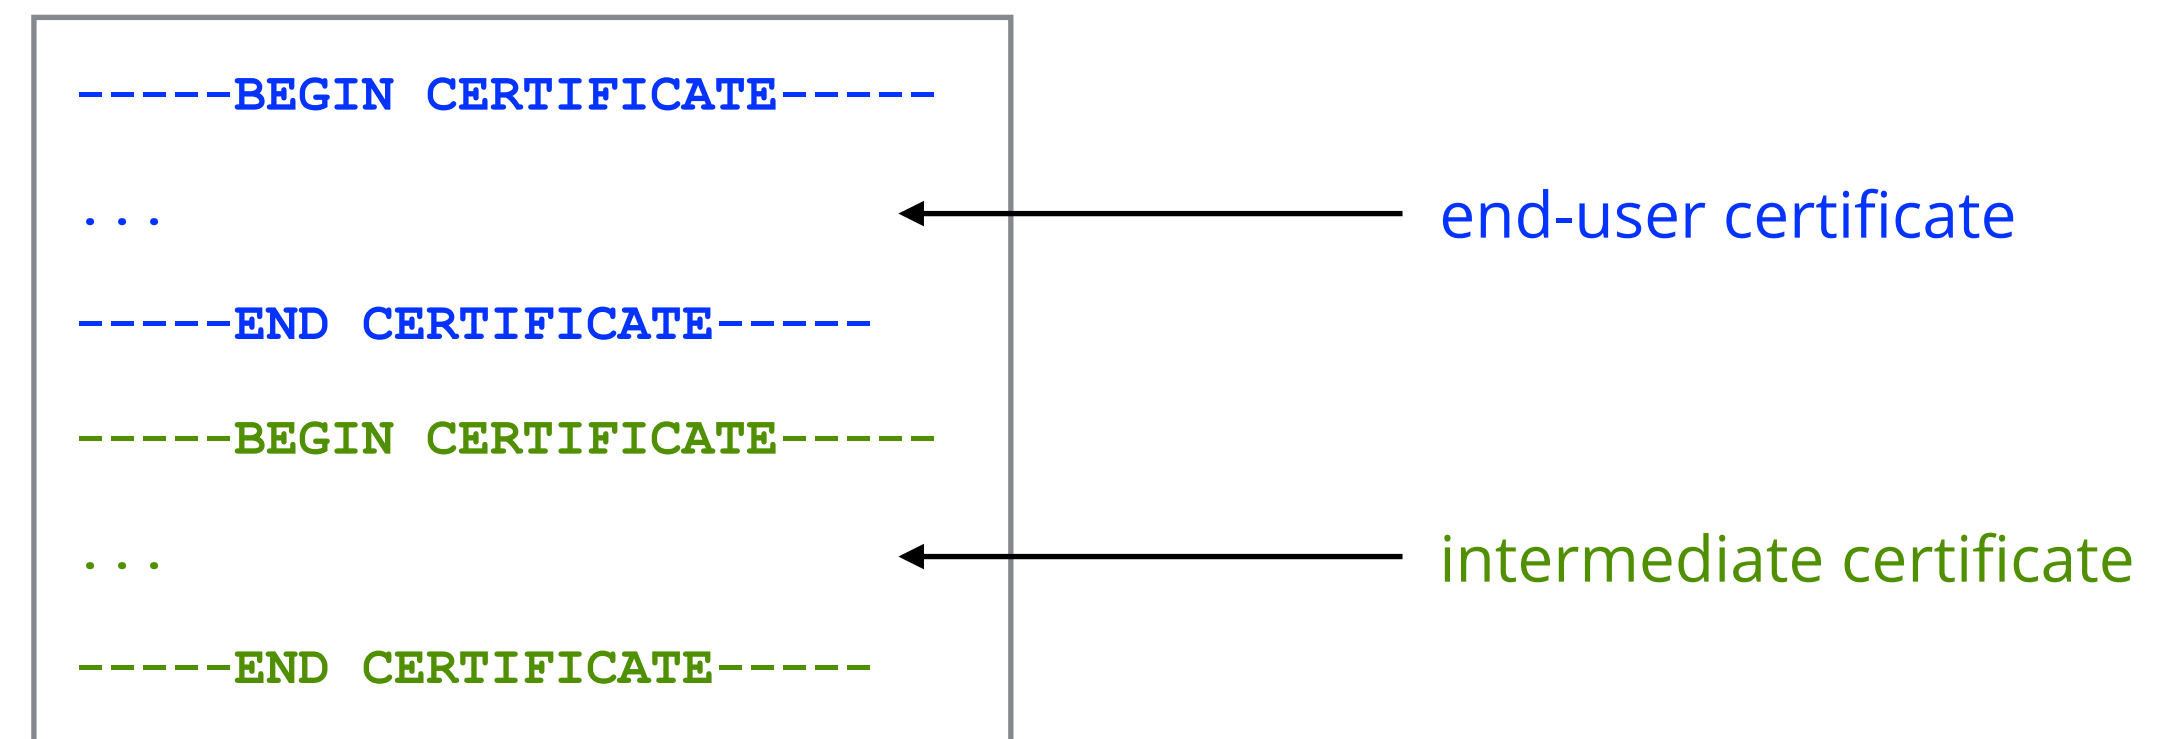 -----BEGIN CERTIFICATE-----
...
end-user certificate
-----END CERTIFICATE-----
-----BEGIN CERTIFICATE-----
...
intermediate certificate
-----END CERTIFICATE-----